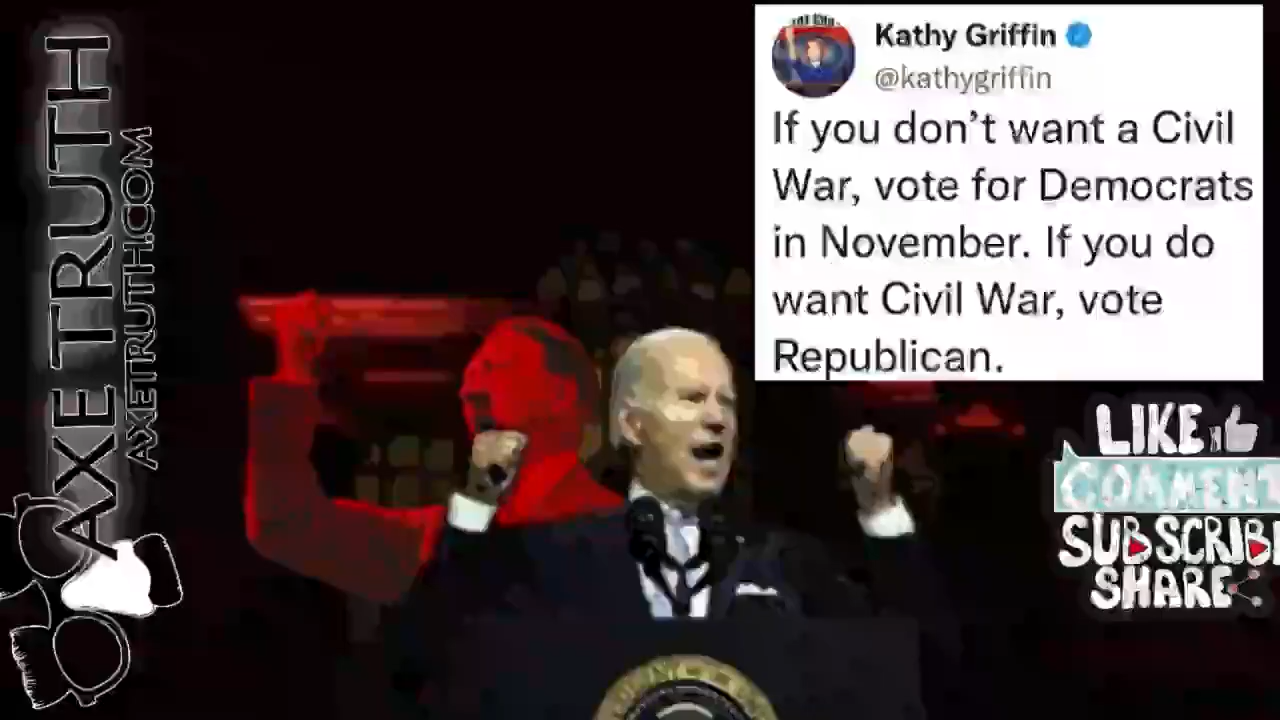 AXE TRUTH
AXETRUTH.COM
Kathy Griffin
@kathygriffin
If you don't want a Civil
War, vote for Democrats
in November. If you do
want Civil War, vote
Republican.
LIKE
COMMENT
SUBSCRIBE
SHARE